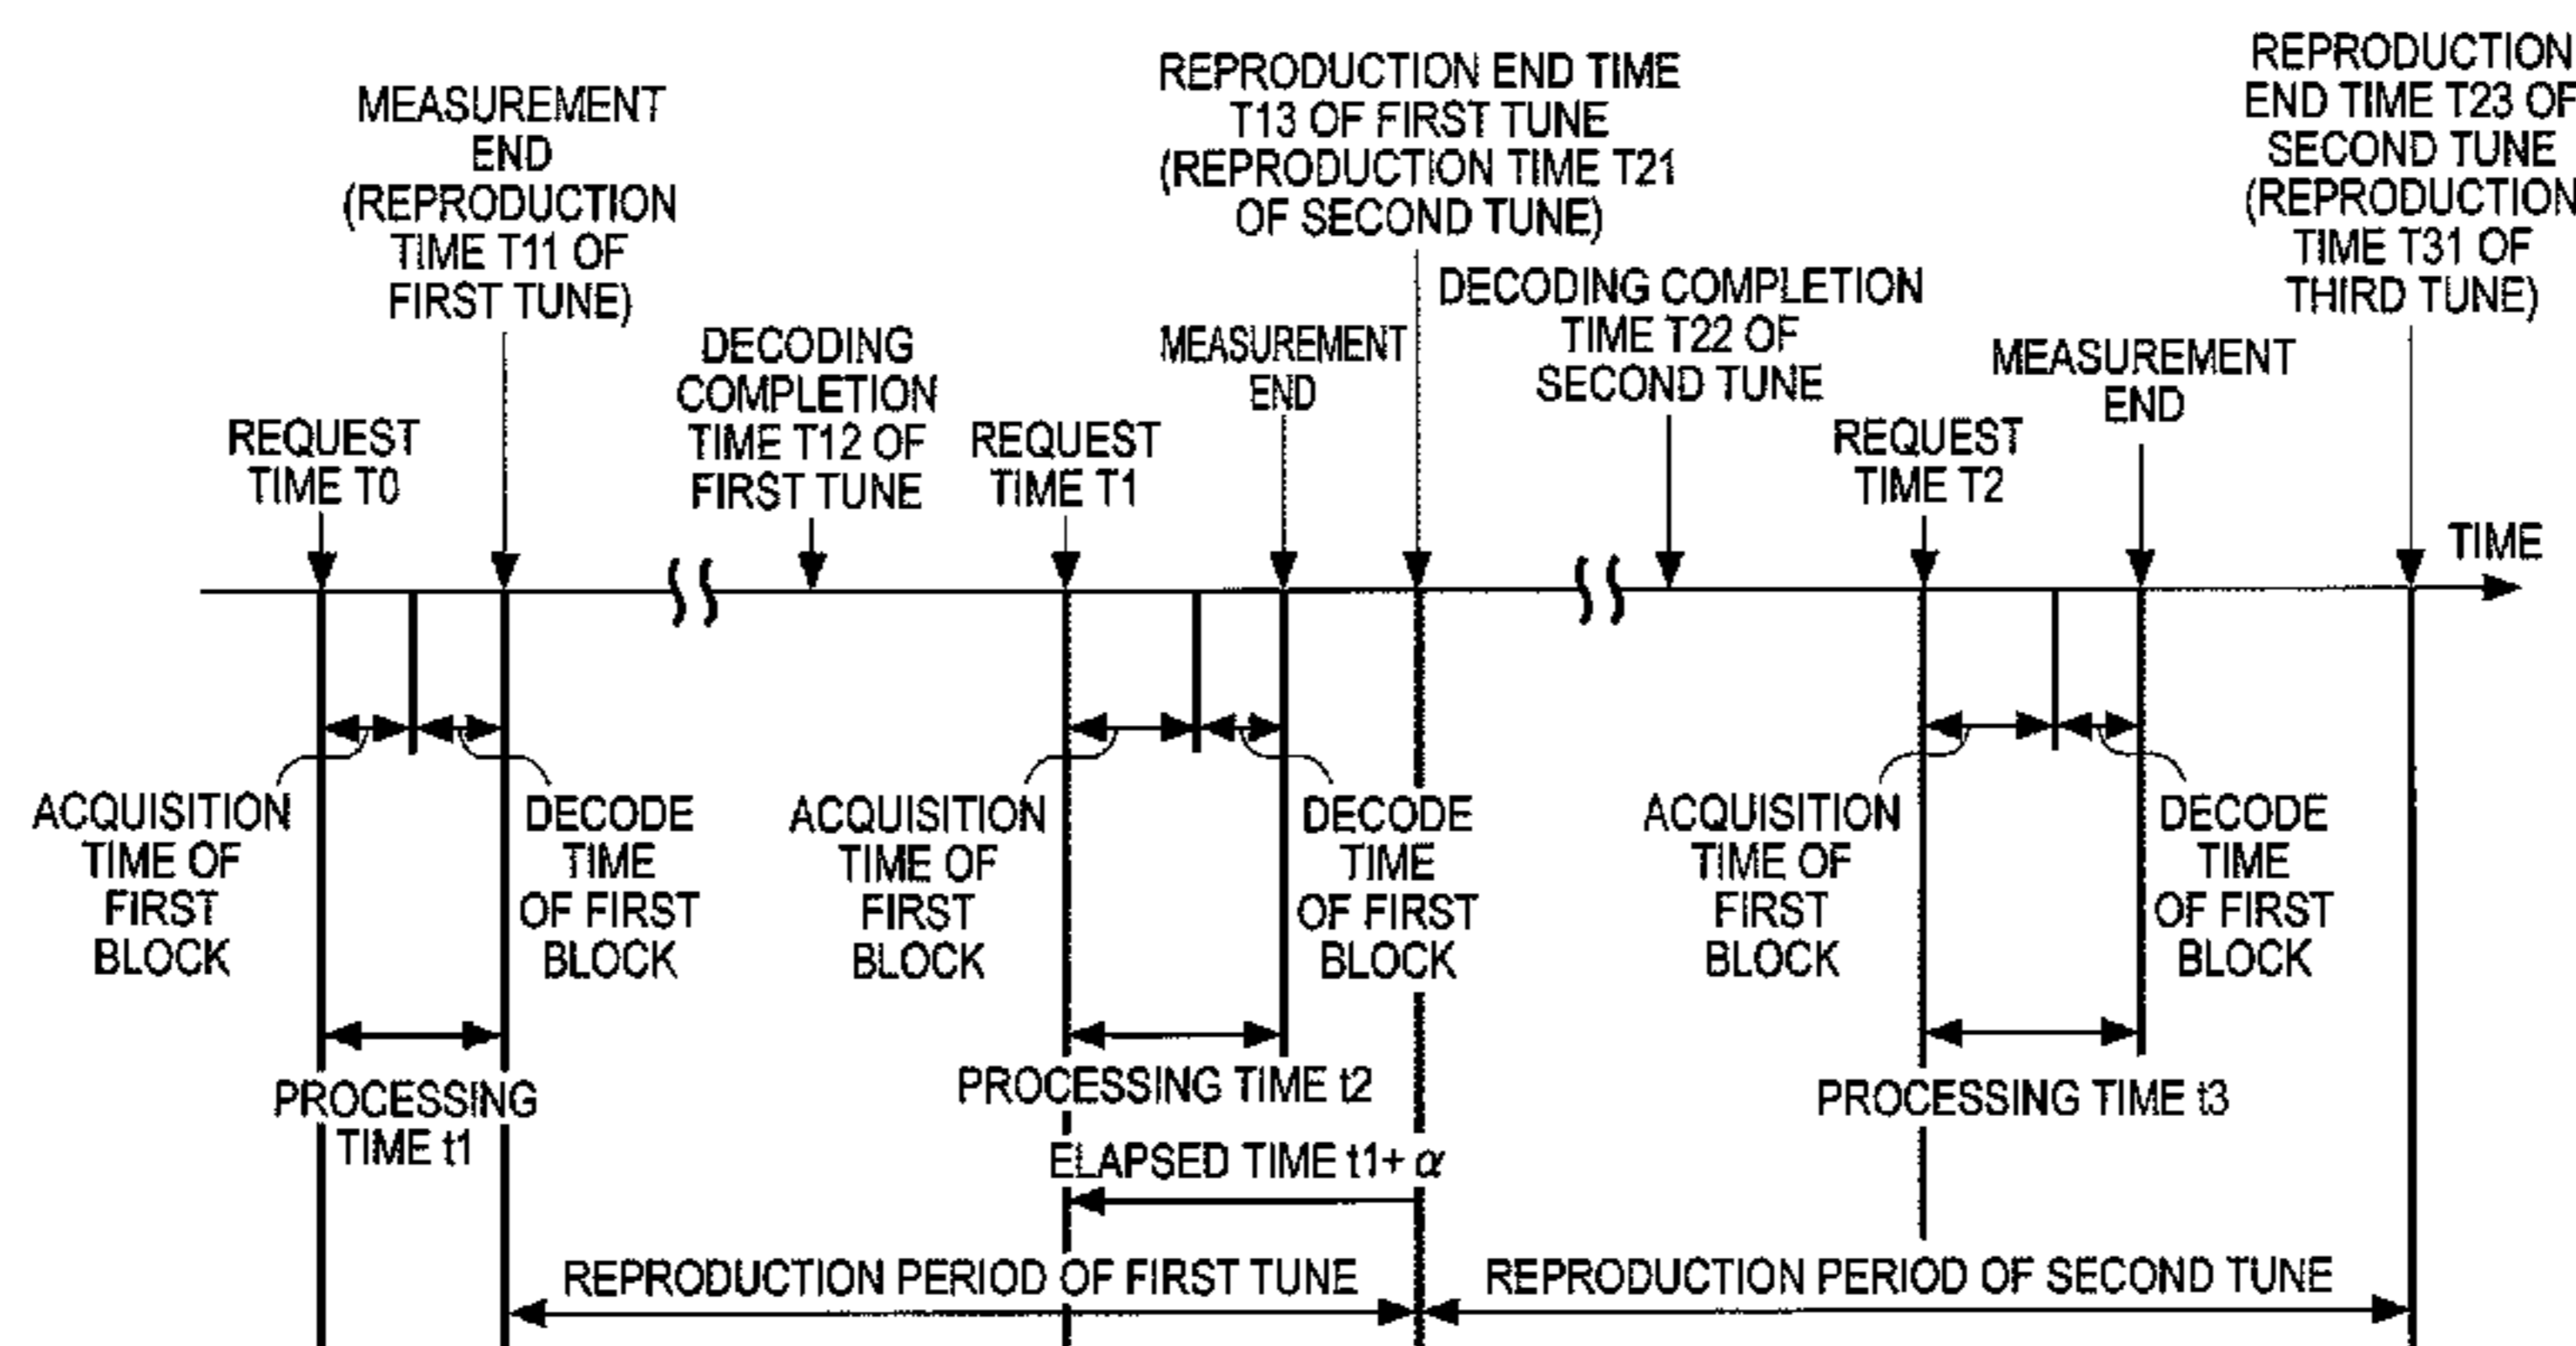 MEASUREMENT
END
(REPRODUCTION
TIME T11 OF
FIRST TUNE)
REPRODUCTION END TIME
T13 OF FIRST TUNE
(REPRODUCTION TIME T21
OF SECOND TUNE)
REPRODUCTION
END TIME T23 OF
SECOND TUNE
(REPRODUCTION
TIME T31 OF
THIRD TUNE)
REQUEST
TIME T0
DECODING
COMPLETION
TIME T12 OF
FIRST TUNE
REQUEST
TIME T1
MEASUREMENT
END
DECODING COMPLETION
TIME T22 OF
SECOND TUNE
REQUEST
TIME T2
MEASUREMENT
END
TIME
ACQUISITION
TIME OF
FIRST
BLOCK
DECODE
TIME
OF FIRST
BLOCK
ACQUISITION
TIME OF
FIRST
BLOCK
DECODE
TIME
OF FIRST
BLOCK
ACQUISITION
TIME OF
FIRST
BLOCK
DECODE
TIME
OF FIRST
BLOCK
PROCESSING
TIME t1
PROCESSING TIME t2
PROCESSING TIME t3
ELAPSED TIME t1+ α
REPRODUCTION PERIOD OF FIRST TUNE
REPRODUCTION PERIOD OF SECOND TUNE